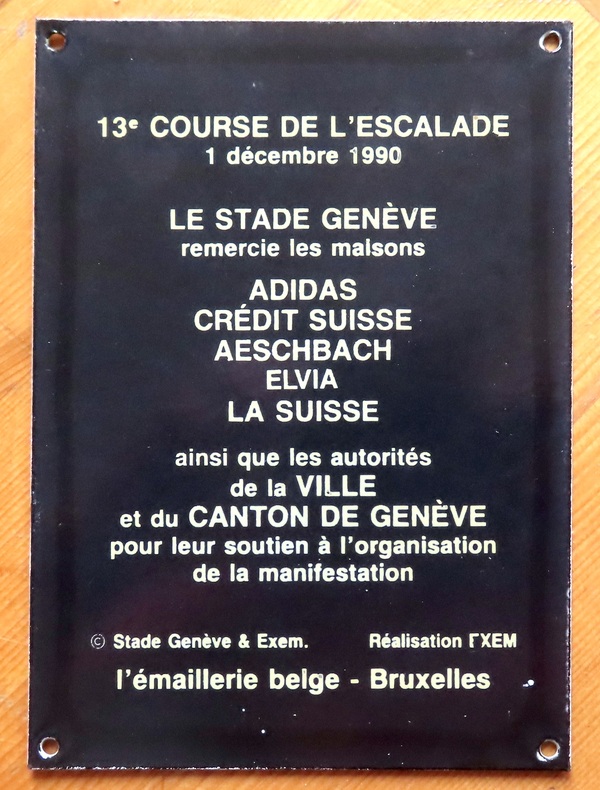 13e COURSE DE L'ESCALADE
1 décembre 1990
LE STADE GENÈVE
remercie les maisons
ADIDAS
CRÉDIT SUISSE
AESCHBACH
ELVIA
LA SUISSE
ainsi que les autorités
de la VILLE
et du CANTON DE GENÈVE
pour leur soutien à l'organisation
de la manifestation
© Stade Genève & Exem. Réalisation EXEM
l'émaillerie belge - Bruxelles